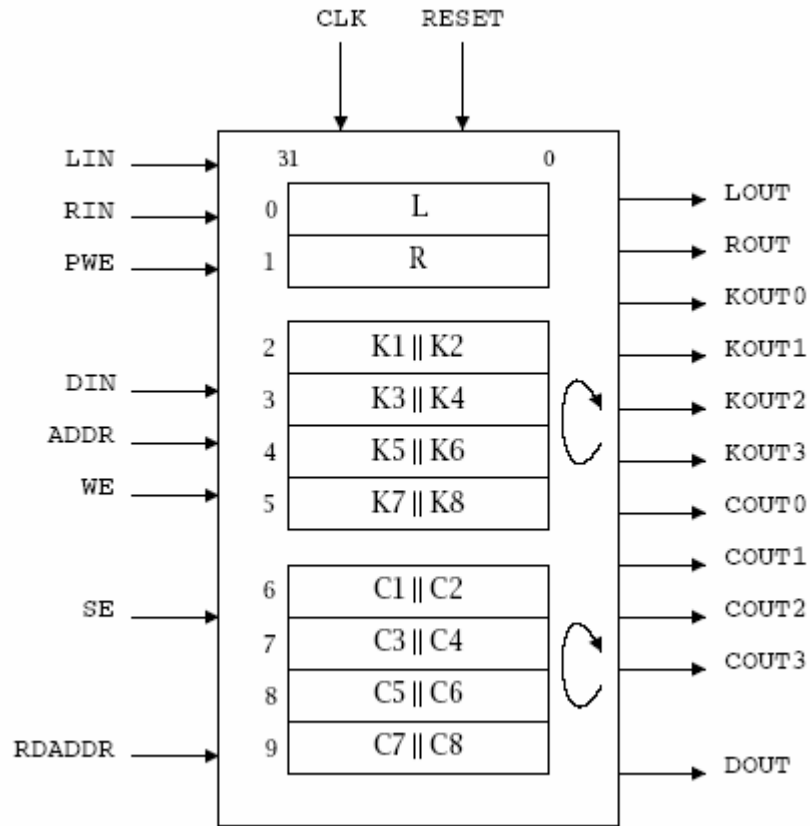 CLK RESET
31 0
LIN
0 L
LOUT
RIN
1 R
ROUT
PWE
KOUT0
2 K1 || K2
KOUT1
DIN
3 K3 || K4
KOUT2
ADDR
4 K5 || K6
KOUT3
WE
5 K7 || K8
COUT0
COUT1
6 C1 || C2
SE
COUT2
7 C3 || C4
COUT3
8 C5 || C6
RDADDR
9 C7 || C8
DOUT